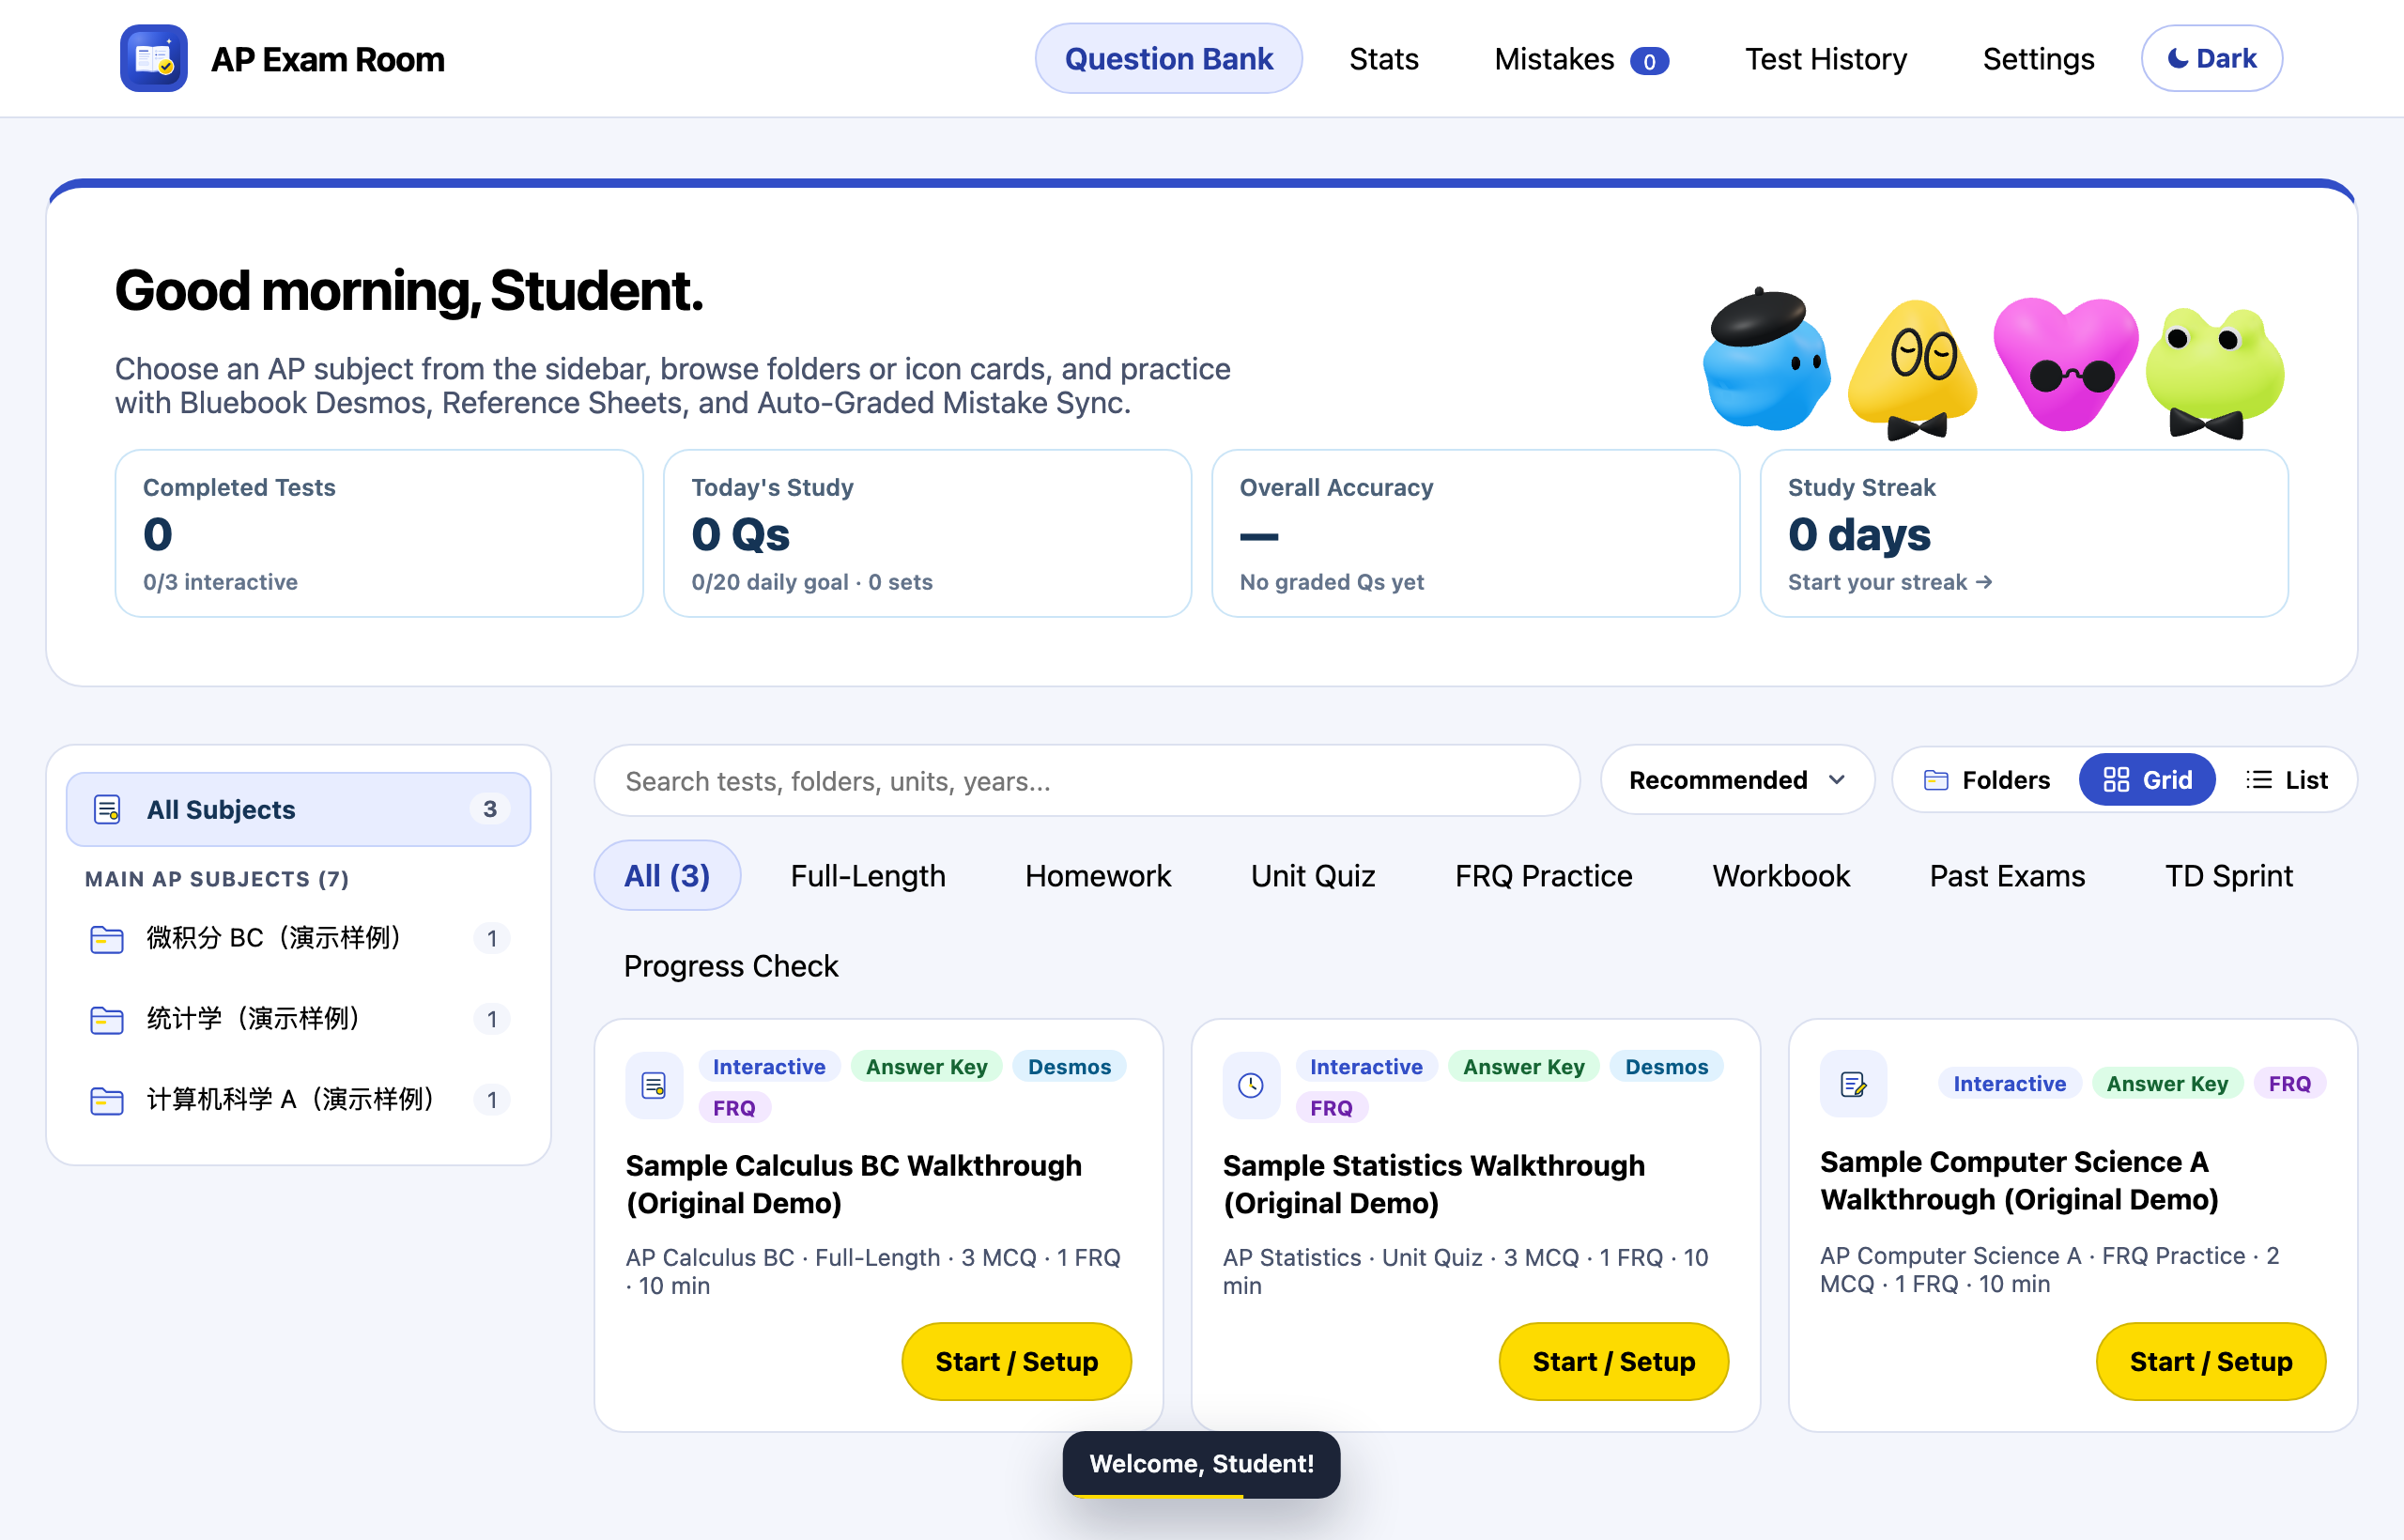 AP Exam Room
Question Bank
Stats
Mistakes 0
Test History
Settings
Dark
Good morning, Student.
Choose an AP subject from the sidebar, browse folders or icon cards, and practice
with Bluebook Desmos, Reference Sheets, and Auto-Graded Mistake Sync.
Completed Tests
0
0/3 interactive
Today's Study
0 Qs
0/20 daily goal · 0 sets
Overall Accuracy
—
No graded Qs yet
Study Streak
0 days
Start your streak →
All Subjects 3
MAIN AP SUBJECTS (7)
微积分 BC（演示样例） 1
统计学（演示样例） 1
计算机科学 A（演示样例） 1
Search tests, folders, units, years...
Recommended
Folders
Grid
List
All (3)
Full-Length
Homework
Unit Quiz
FRQ Practice
Workbook
Past Exams
TD Sprint
Progress Check
Interactive
Answer Key
Desmos
FRQ
Sample Calculus BC Walkthrough
(Original Demo)
AP Calculus BC · Full-Length · 3 MCQ · 1 FRQ
· 10 min
Start / Setup
Interactive
Answer Key
Desmos
FRQ
Sample Statistics Walkthrough
(Original Demo)
AP Statistics · Unit Quiz · 3 MCQ · 1 FRQ · 10
min
Start / Setup
Interactive
Answer Key
FRQ
Sample Computer Science A
Walkthrough (Original Demo)
AP Computer Science A · FRQ Practice · 2
MCQ · 1 FRQ · 10 min
Start / Setup
Welcome, Student!